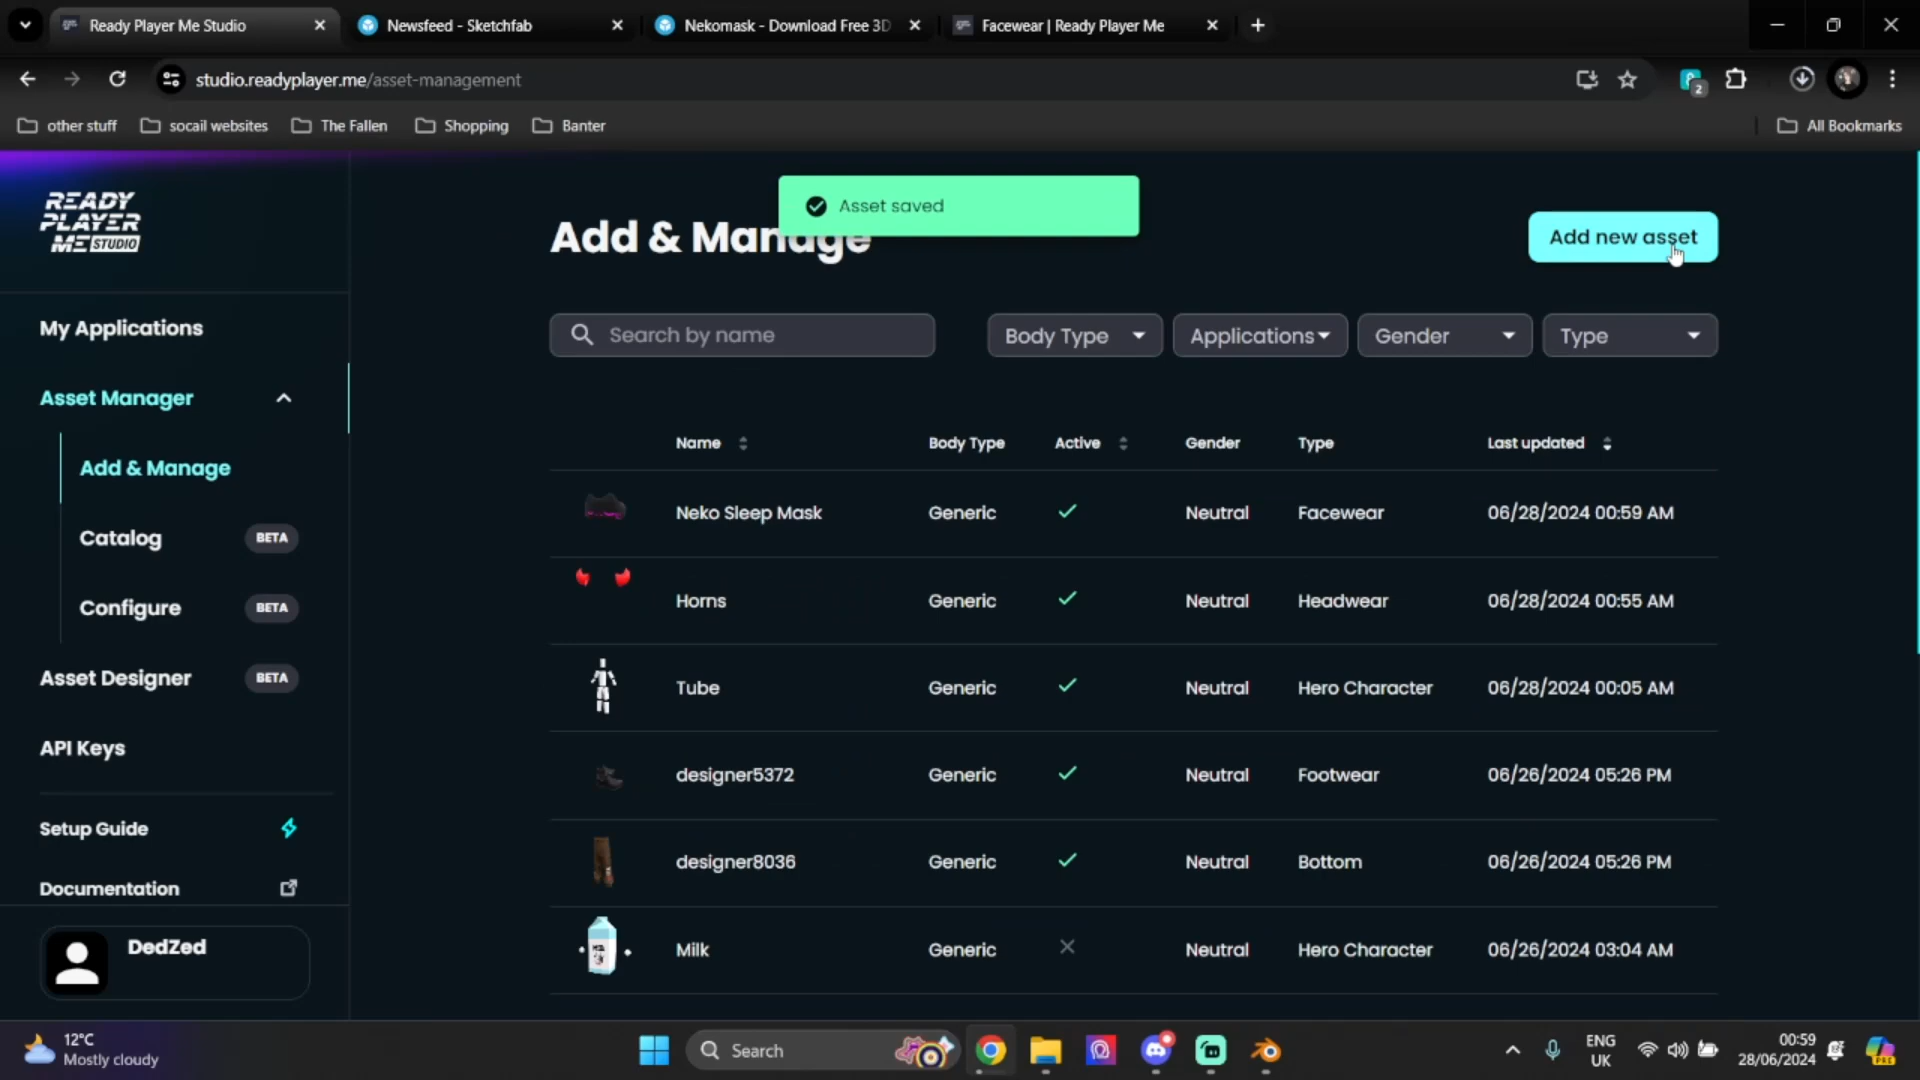 Ready Player Me Studio
Newsfeed - Sketchfab
Nekomask - Download Free 3D
Facewear | Ready Player Me
studio.readyplayer.me/asset-management
2
other stuff
socail websites
The Fallen
Shopping
Banter
All Bookmarks
READY
PLAYER
ME STUDIO
Asset saved
Add & Manage
Add new asset
Search by name
Body Type
Applications
Gender
Type
My Applications
Asset Manager
Add & Manage
Catalog BETA
Configure BETA
Asset Designer BETA
API Keys
Setup Guide
Documentation
DedZed
Name Body Type Active Gender Type Last updated
Neko Sleep Mask Generic Neutral Facewear 06/28/2024 00:59 AM
Horns Generic Neutral Headwear 06/28/2024 00:55 AM
Tube Generic Neutral Hero Character 06/28/2024 00:05 AM
designer5372 Generic Neutral Footwear 06/26/2024 05:26 PM
designer8036 Generic Neutral Bottom 06/26/2024 05:26 PM
Milk Generic Neutral Hero Character 06/26/2024 03:04 AM
12°C
Mostly cloudy
Search
ENG
UK
00:59
28/06/2024
PRE